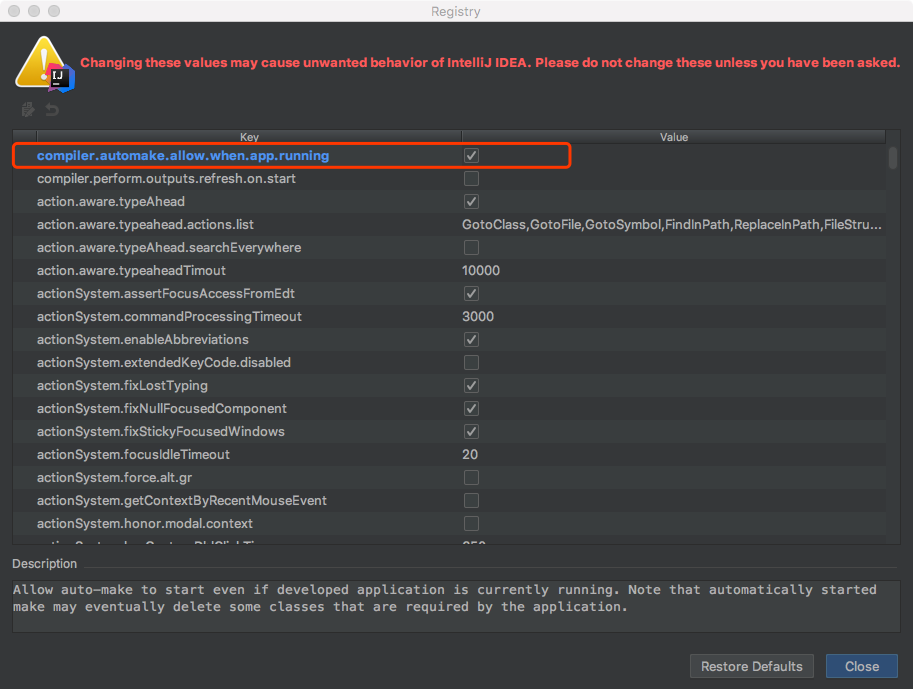 Registry
Changing these values may cause unwanted behavior of IntelliJ IDEA. Please do not change these unless you have been asked.
IJ
Key Value
compiler.automake.allow.when.app.running
compiler.perform.outputs.refresh.on.start
action.aware.typeAhead
action.aware.typeahead.actions.list GotoClass,GotoFile,GotoSymbol,FindInPath,ReplaceInPath,FileStru...
action.aware.typeAhead.searchEverywhere
action.aware.typeaheadTimout 10000
actionSystem.assertFocusAccessFromEdt
actionSystem.commandProcessingTimeout 3000
actionSystem.enableAbbreviations
actionSystem.extendedKeyCode.disabled
actionSystem.fixLostTyping
actionSystem.fixNullFocusedComponent
actionSystem.fixStickyFocusedWindows
actionSystem.focusIdleTimeout 20
actionSystem.force.alt.gr
actionSystem.getContextByRecentMouseEvent
actionSystem.honor.modal.context
Description
Allow auto-make to start even if developed application is currently running. Note that automatically started
make may eventually delete some classes that are required by the application.
Restore Defaults Close